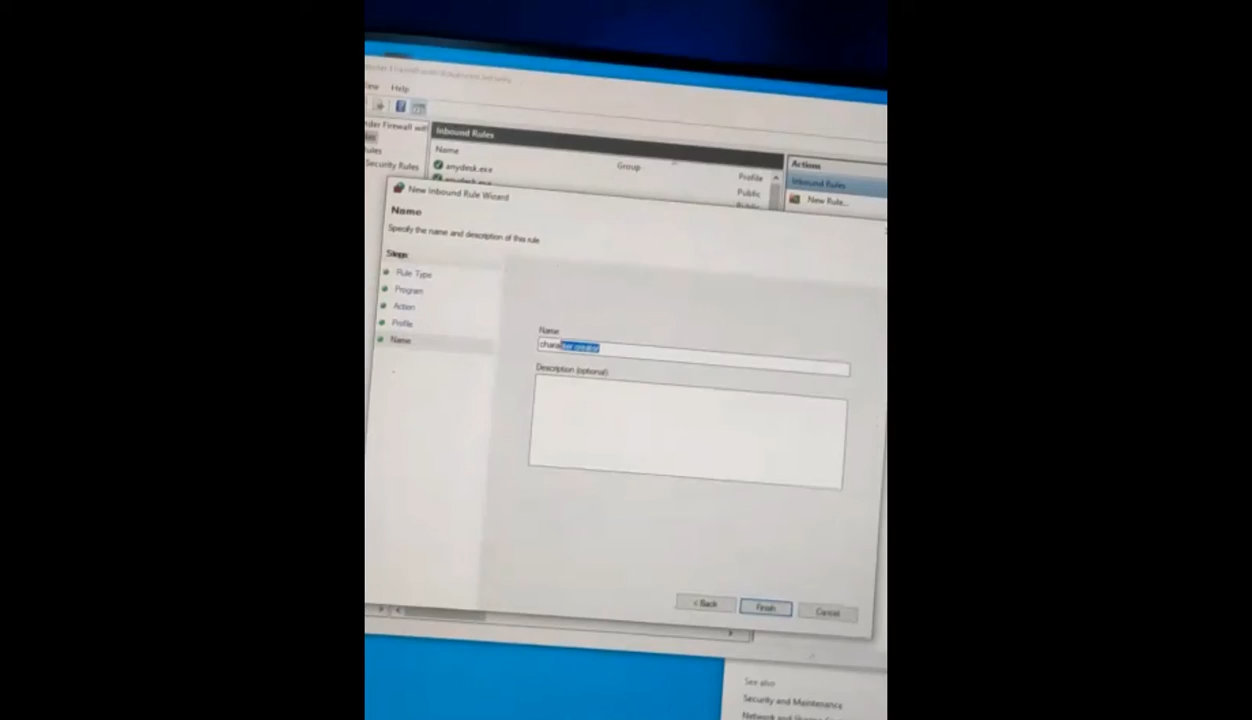 Help
Inbound Rules
Actions
Name
Group
Profile
Inbound Rules
Security Rules
anydesk.exe
Public
New Rule...
New Inbound Rule Wizard
Name
Specify the name and description of this rule
Steps:
Rule Type
Program
Action
Profile
Name
Name:
Description (optional):
< Back
Finish
Cancel
See also
Security and Maintenance